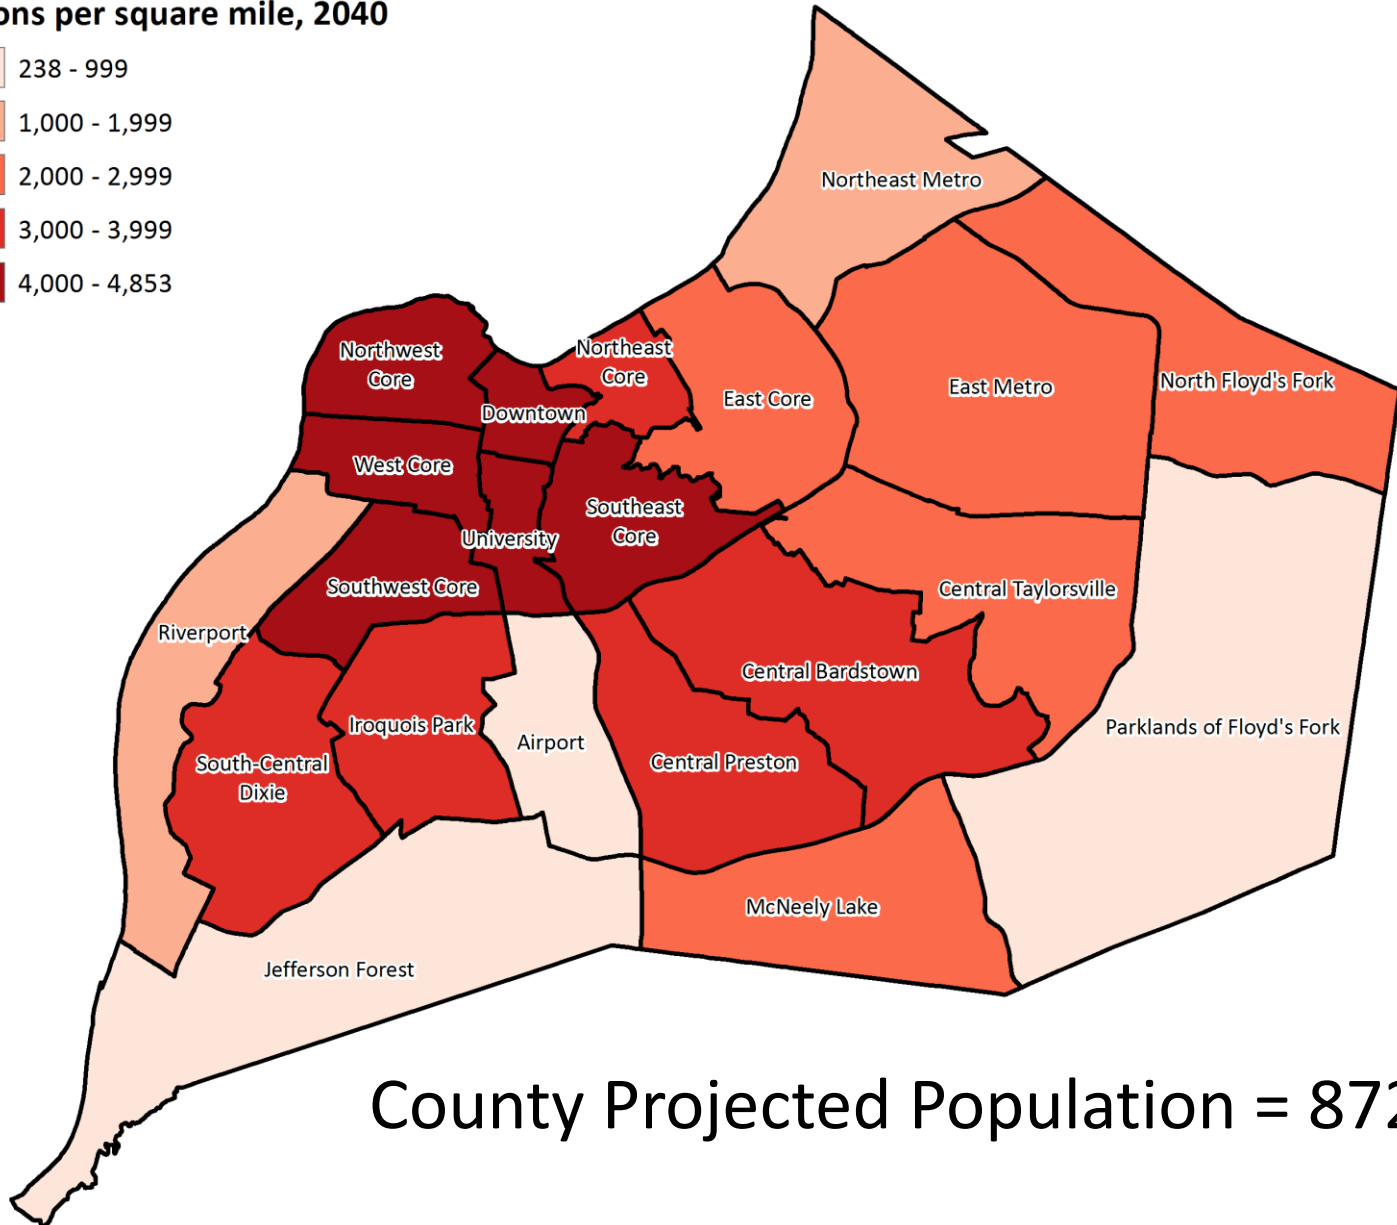 per square mile, 2040
238 - 999
1,000 - 1,999
2,000 - 2,999
3,000 - 3,999
4,000 - 4,853
Northeast Metro
Northwest
Core
Northeast
Core
North Floyd's Fork
East Metro
East Core
Downtown
West Core
Southeast
Core
University
Southwest Core
Central Taylorsville
Riverport
Central Bardstown
Iroquois Park
Parklands of Floyd's Fork
Airport
Central Preston
South-Central
Dixie
McNeely Lake
Jefferson Forest
County Projected Population =